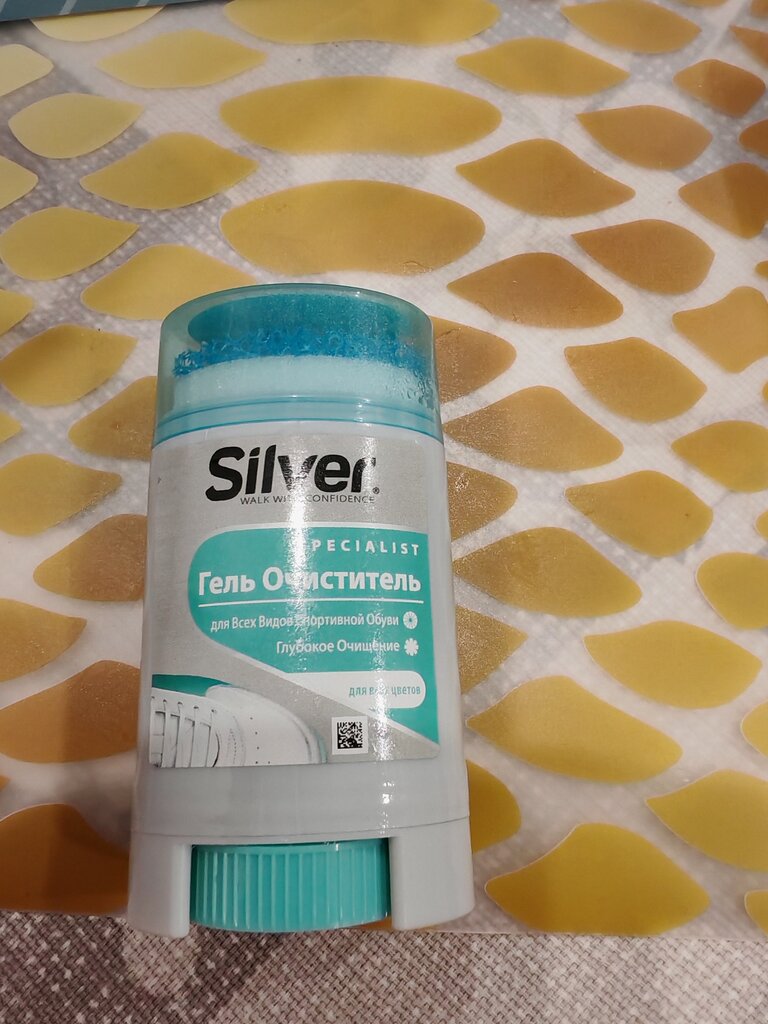 Silver
WALK WITH CONFIDENCE
SPECIALIST
Гель Очиститель
для Всех Видов Спортивной Обуви
Глубокое Очищение
для всех цветов